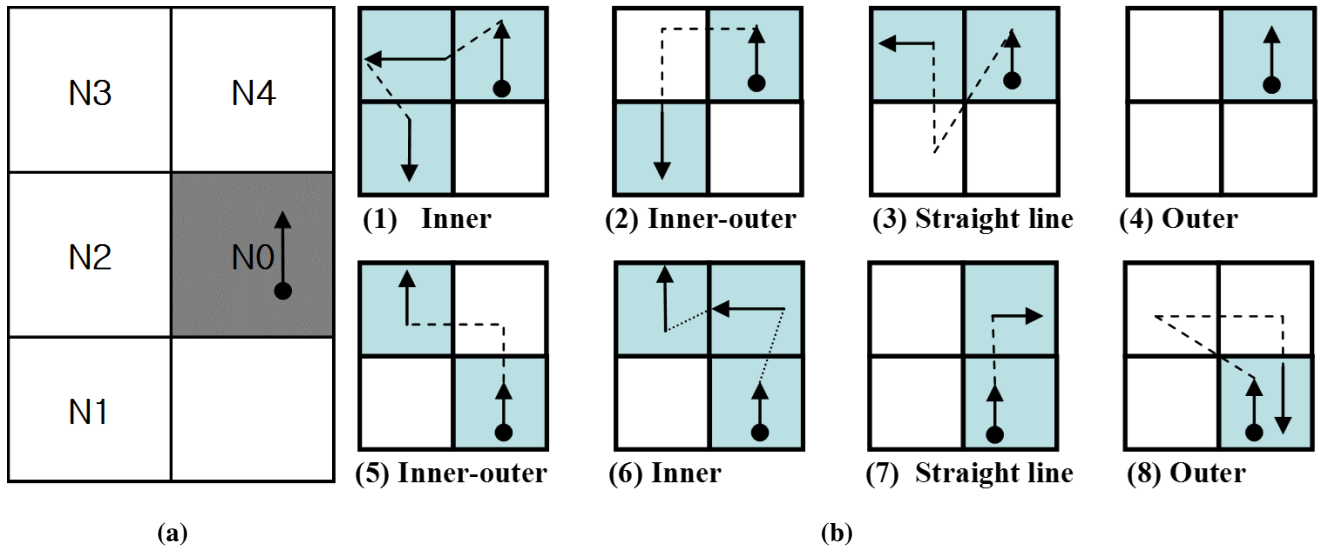 N3 N4
N2 N0
N1
(1) Inner
(2) Inner-outer
(3) Straight line
(4) Outer
(5) Inner-outer
(6) Inner
(7) Straight line
(8) Outer
(a)
(b)